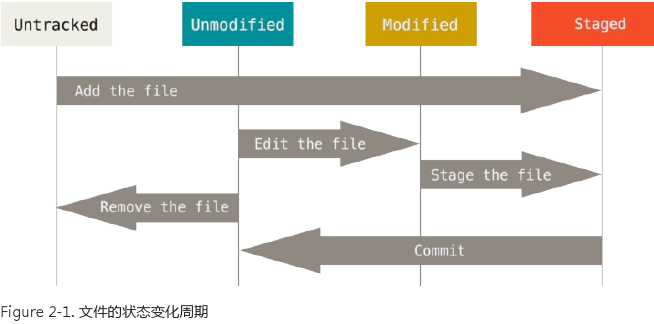 Untracked Unmodified Modified Staged
Add the file
Edit the file
Stage the file
Remove the file
Commit
Figure 2-1. 文件的状态变化周期